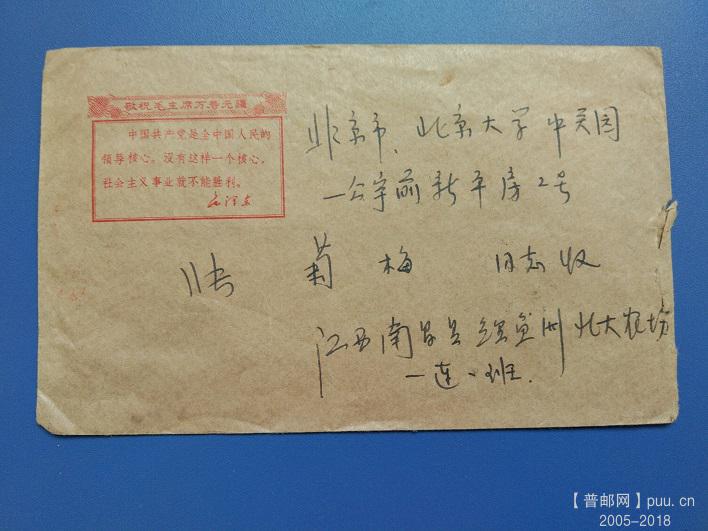 敬祝毛主席万寿无疆
中国共产党是全中国人民的
领导核心。没有这样一个核心，
社会主义事业就不能胜利。
毛泽东
北京市、北京大学中关园
一公宇前新平房2号
张菊梅 同志收
江西南昌县鲤鱼洲北大农场
一连、班.
【普邮网】puu.cn
2005-2018